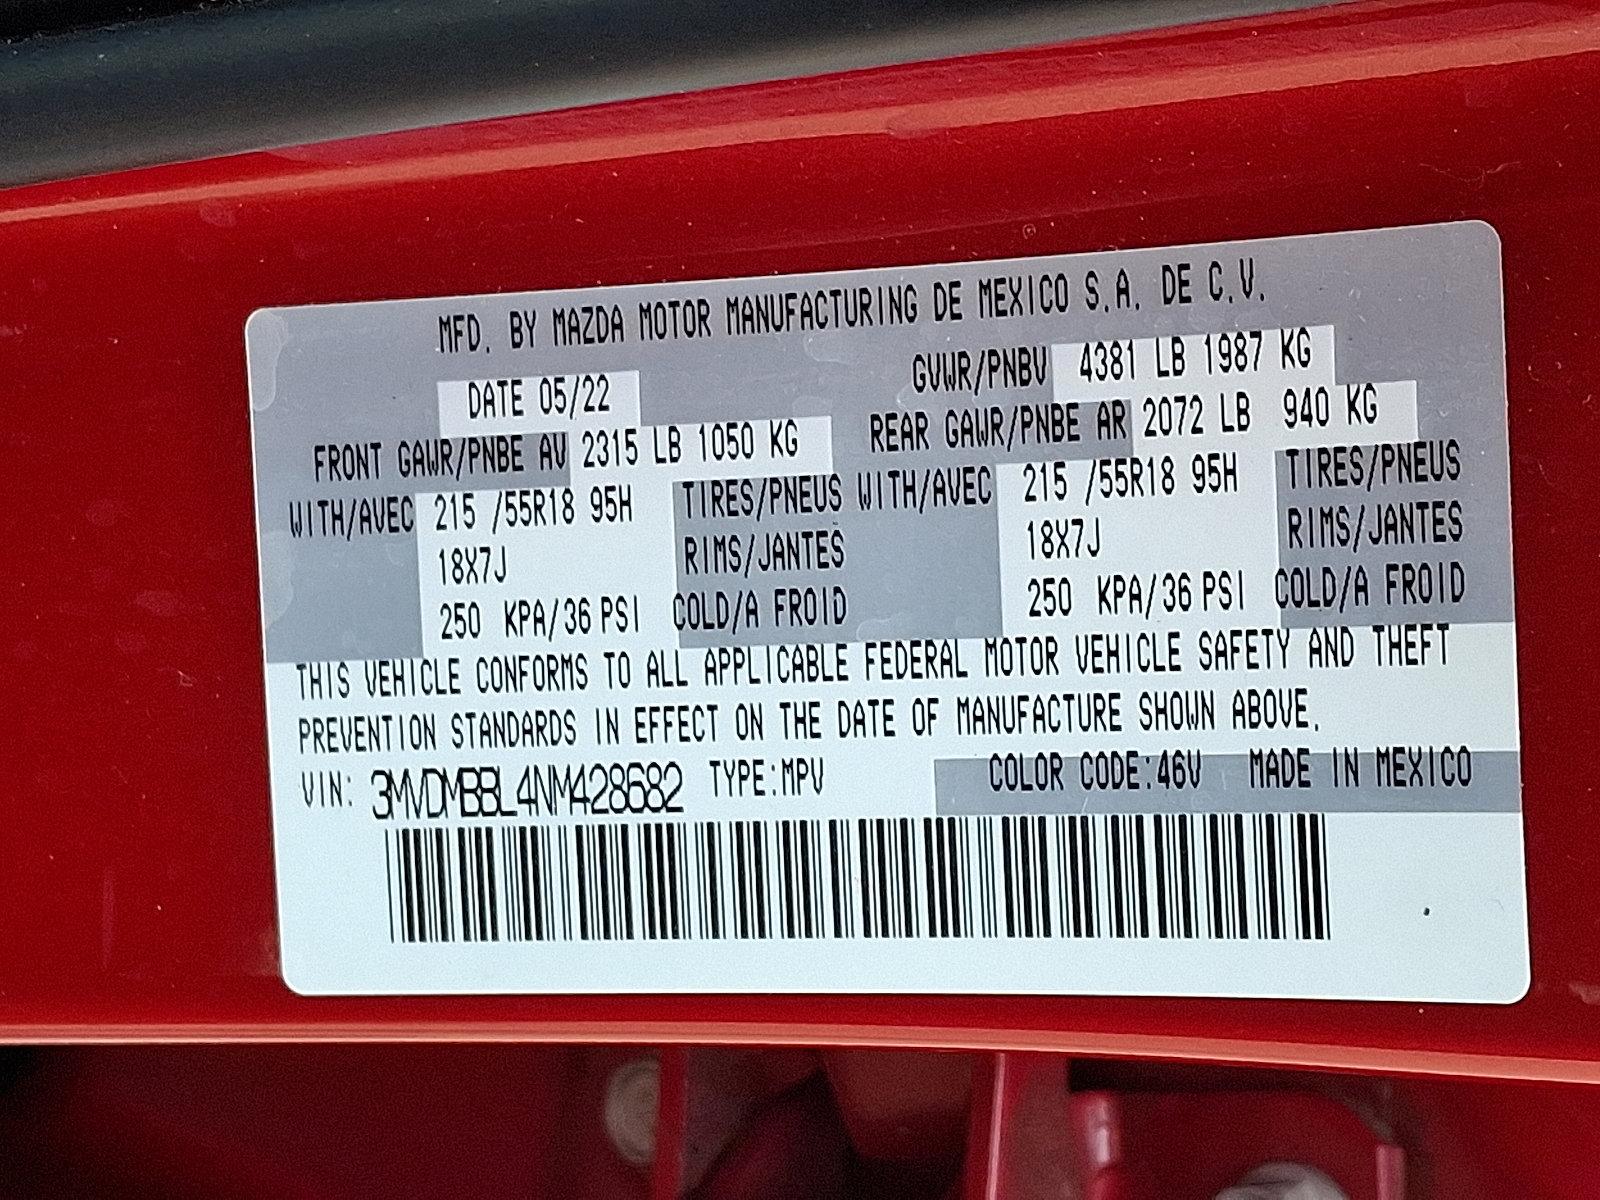 MFD. BY MAZDA MOTOR MANUFACTURING DE MEXICO S.A. DE C.V.
DATE 05/22 GVWR/PNBV 4381 LB 1987 KG
FRONT GAWR/PNBE AV 2315 LB 1050 KG REAR GAWR/PNBE AR 2072 LB 940 KG
WITH/AVEC 215 /55R18 95H TIRES/PNEUS WITH/AVEC 215 /55R18 95H TIRES/PNEUS
18X7J RIMS/JANTES 18X7J RIMS/JANTES
250 KPA/36 PSI COLD/A FROID 250 KPA/36 PSI COLD/A FROID
THIS VEHICLE CONFORMS TO ALL APPLICABLE FEDERAL MOTOR VEHICLE SAFETY AND THEFT
PREVENTION STANDARDS IN EFFECT ON THE DATE OF MANUFACTURE SHOWN ABOVE.
VIN: 3MVDMBBL4NM428682 TYPE:MPV COLOR CODE:46V MADE IN MEXICO